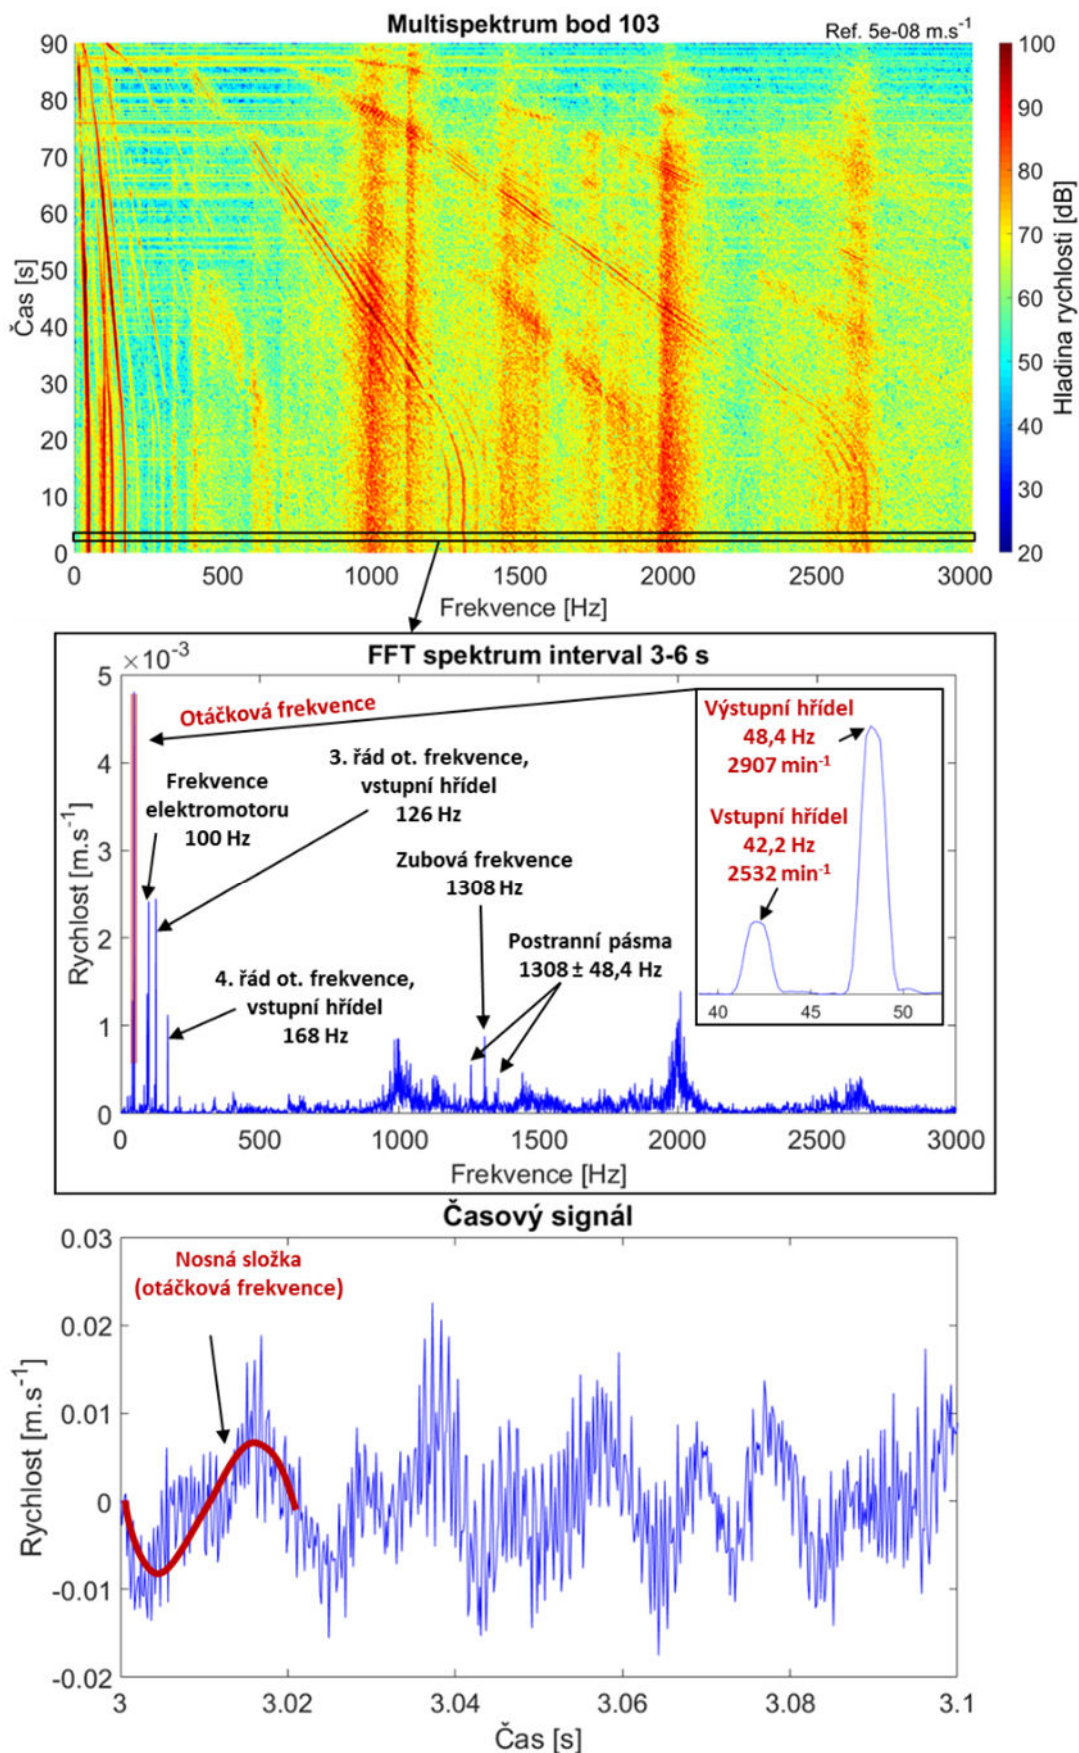 Multispektrum bod 103
Ref. 5e-08 m.s⁻¹
90
80
70
60
50
40
30
20
10
0
Čas [s]
0 500 1000 1500 2000 2500 3000
Frekvence [Hz]
100
90
80
70
60
50
40
30
20
Hladina rychlosti [dB]
FFT spektrum interval 3-6 s
×10⁻³
5
4
3
2
1
0
Rychlost [m.s⁻¹]
Otáčková frekvence
Frekvence
elektromotoru
100 Hz
3. řád ot. frekvence,
vstupní hřídel
126 Hz
4. řád ot. frekvence,
vstupní hřídel
168 Hz
Zubová frekvence
1308 Hz
Postranní pásma
1308 ± 48,4 Hz
Výstupní hřídel
48,4 Hz
2907 min⁻¹
Vstupní hřídel
42,2 Hz
2532 min⁻¹
40 45 50
0 500 1000 1500 2000 2500 3000
Frekvence [Hz]
Časový signál
0.03
0.02
0.01
0
-0.01
-0.02
Rychlost [m.s⁻¹]
Nosná složka
(otáčková frekvence)
3 3.02 3.04 3.06 3.08 3.1
Čas [s]